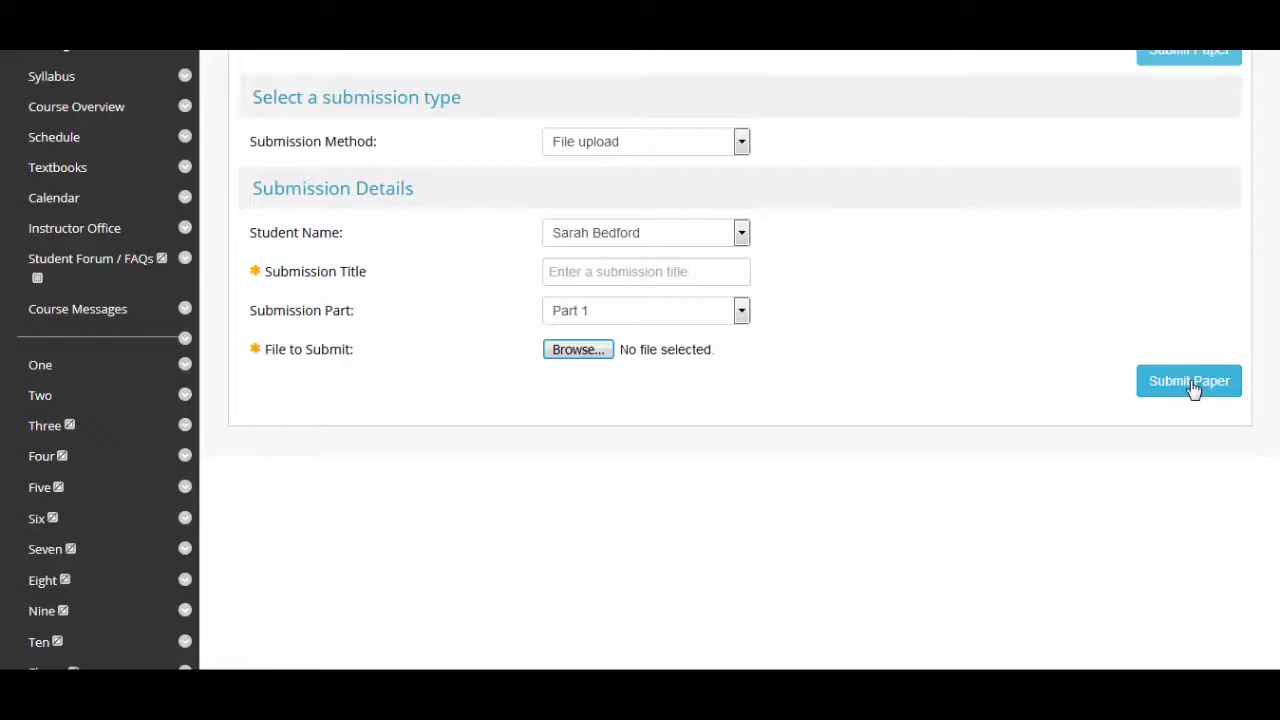 Submit Paper
Syllabus
Course Overview
Schedule
Textbooks
Calendar
Instructor Office
Student Forum / FAQs
Course Messages
One
Two
Three
Four
Five
Six
Seven
Eight
Nine
Ten
Select a submission type
Submission Method: File upload
Submission Details
Student Name: Sarah Bedford
✱ Submission Title Enter a submission title
Submission Part: Part 1
✱ File to Submit: Browse... No file selected.
Submit Paper